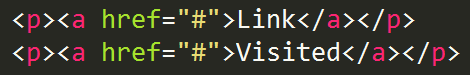 <p><a href="#">Link</a></p>
<p><a href="#">Visited</a></p>